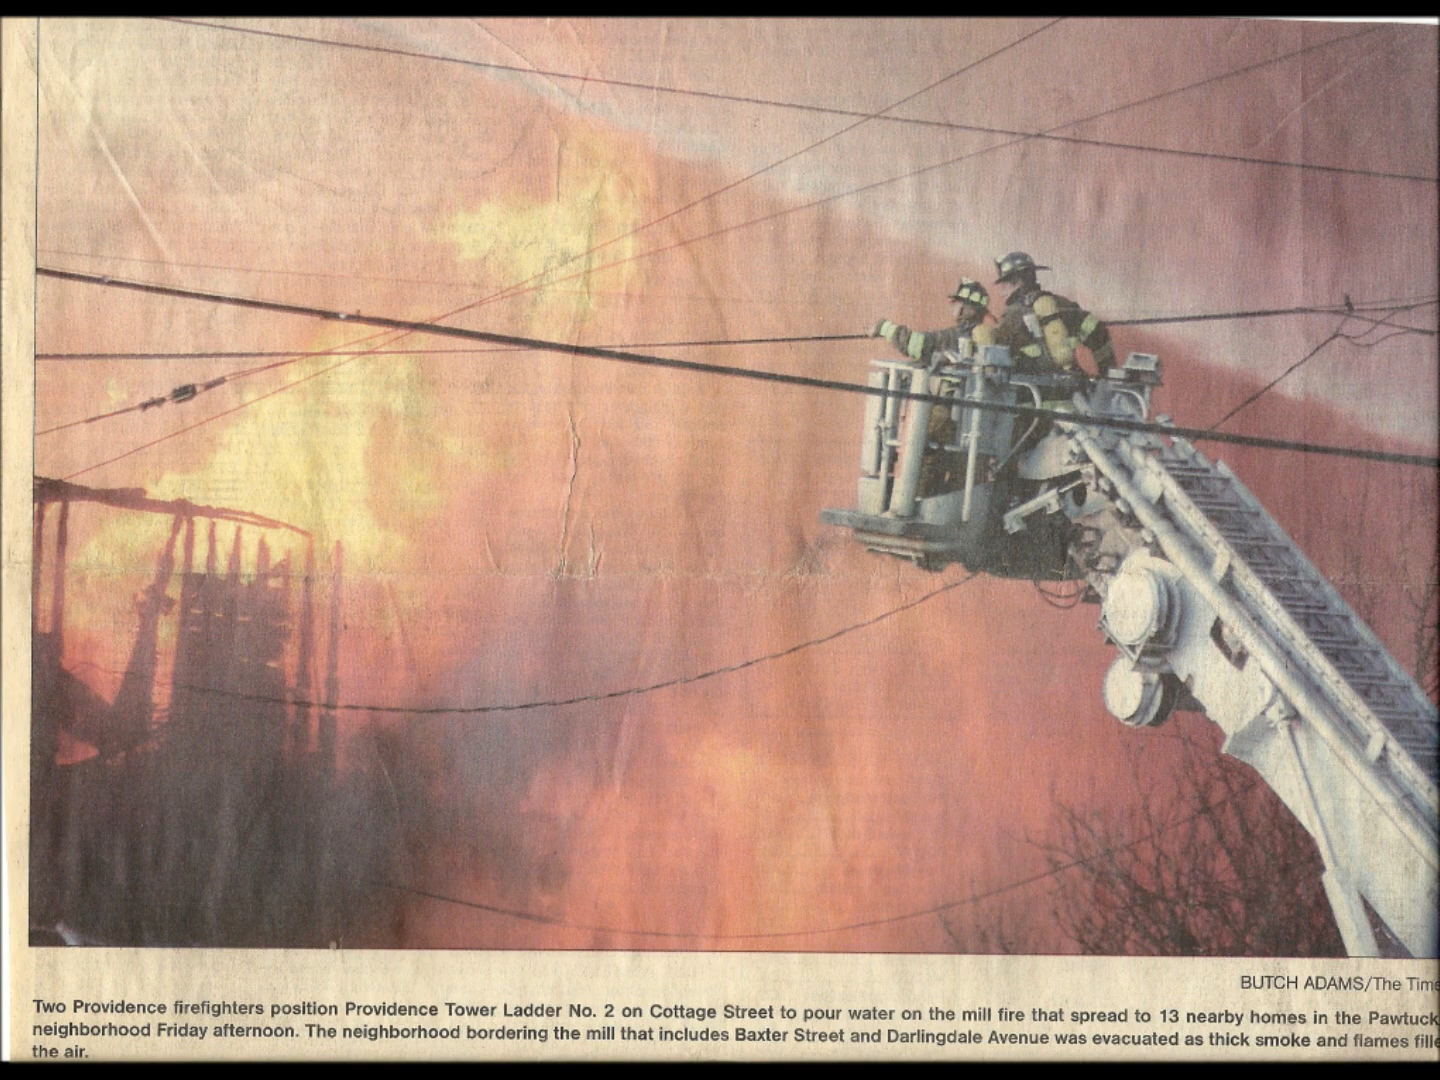 BUTCH ADAMS/The Time
Two Providence firefighters position Providence Tower Ladder No. 2 on Cottage Street to pour water on the mill fire that spread to 13 nearby homes in the Pawtuck
neighborhood Friday afternoon. The neighborhood bordering the mill that includes Baxter Street and Darlingdale Avenue was evacuated as thick smoke and flames fille
the air.